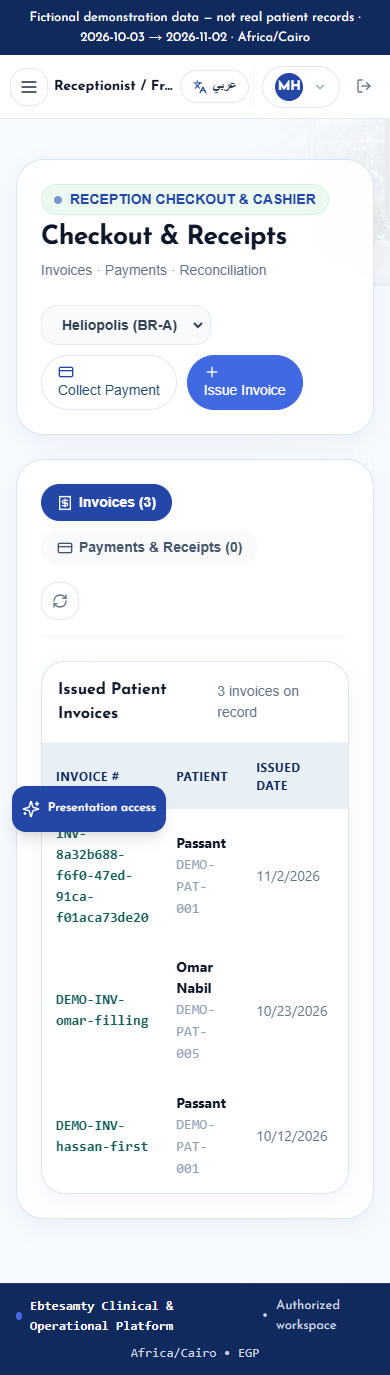 Fictional demonstration data — not real patient records ·
2026-10-03 → 2026-11-02 · Africa/Cairo
Receptionist / Fr...
عربي
MH
RECEPTION CHECKOUT & CASHIER
Checkout & Receipts
Invoices · Payments · Reconciliation
Heliopolis (BR-A)
Collect Payment
Issue Invoice
Invoices (3)
Payments & Receipts (0)
Issued Patient
Invoices
3 invoices on
record
INVOICE #
PATIENT
ISSUED
DATE
Presentation access
INV-
8a32b688-
f6f0-47ed-
91ca-
f01aca73de20
Passant
DEMO-
PAT-
001
11/2/2026
DEMO-INV-
omar-filling
Omar
Nabil
DEMO-
PAT-
005
10/23/2026
DEMO-INV-
hassan-first
Passant
DEMO-
PAT-
001
10/12/2026
Ebtesamty Clinical &
Operational Platform
• Authorized
workspace
Africa/Cairo • EGP